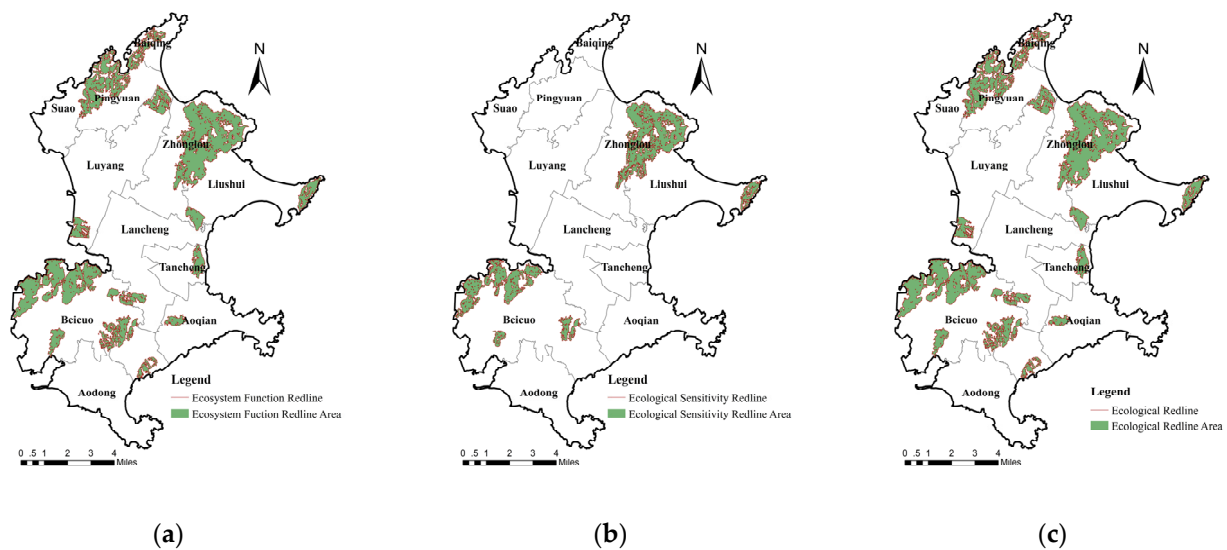 N
Baiqing
Suao
Pingyuan
Zhonglou
Luyang
Liushui
Lancheng
Tancheng
Bcicuo
Aoqian
Aodong
Legend
Ecosystem Function Redline
Ecosystem Fuction Redline Area
0 .5 1 2 3 4
Miles
(a)
N
Baiqing
Pingyuan
Suao
Zhonglou
Luyang
Liushui
Lancheng
Tancheng
Bcicuo
Aoqian
Aodong
Legend
Ecological Sensitivity Redline
Ecological Sensitivity Redline Area
0 .5 1 2 3 4
Miles
(b)
N
Baiqing
Suao
Pingyuan
Zhonglou
Luyang
Liushui
Lancheng
Tancheng
Bcicuo
Aoqian
Aodong
Legend
Ecological Redline
Ecological Redline Area
0 .5 1 2 3 4
Miles
(c)